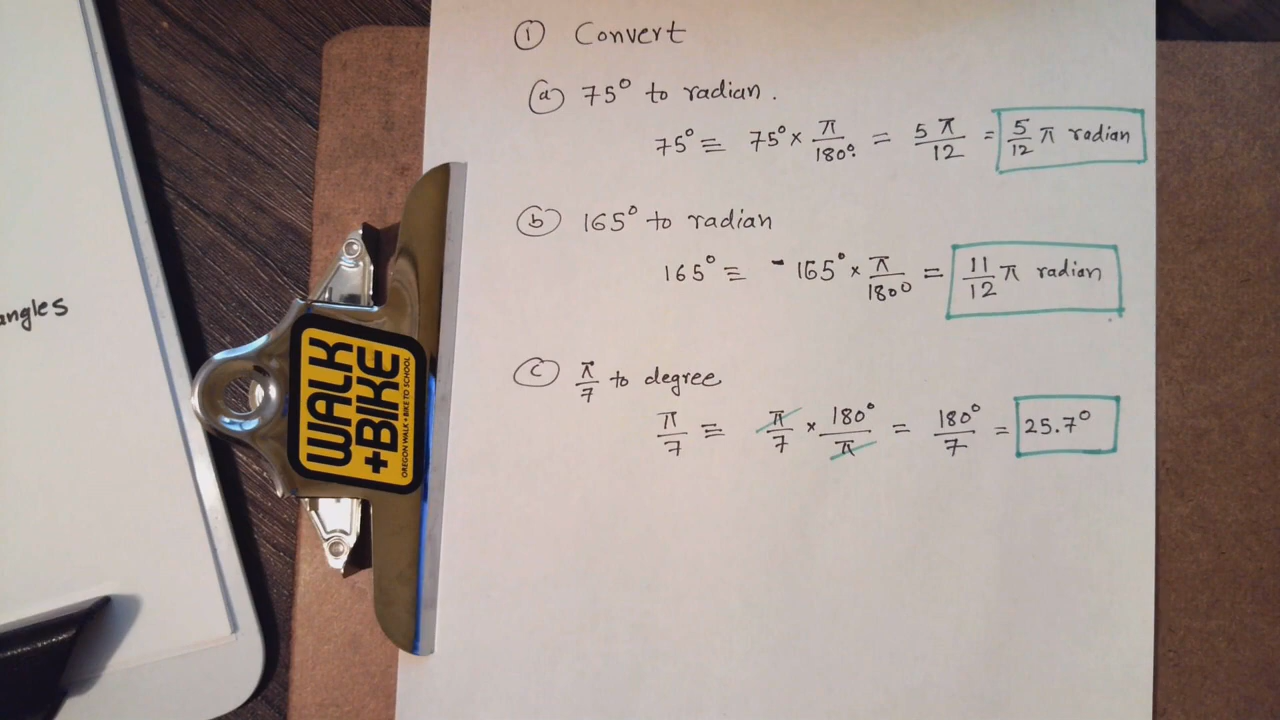 ① Convert
ⓐ 75° to radian.
75° ≡ 75° × π/180° = 5π/12 = 5/12 π radian
ⓑ 165° to radian
165° ≡ - 165° × π/180° = 11/12 π radian
ⓒ π/7 to degree
π/7 ≡ π/7 × 180°/π = 180°/7 = 25.7°
angles
WALK
+BIKE
OREGON WALK + BIKE TO SCHOOL